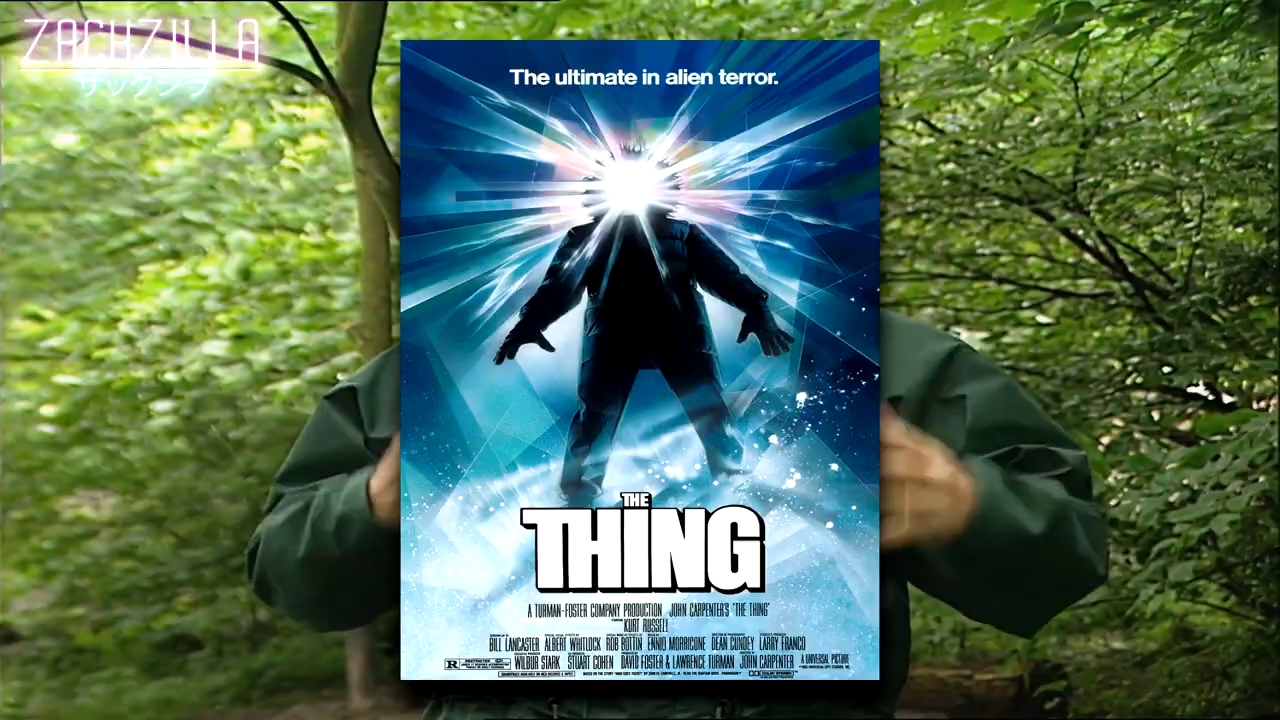 ZACHZILLA
サックジラ
The ultimate in alien terror.
THE
THING
A TURMAN-FOSTER COMPANY PRODUCTION JOHN CARPENTER'S "THE THING"
KURT RUSSELL
BILL LANCASTER ALBERT WHITLOCK ROB BOTTIN ENNIO MORRICONE DEAN CUNDEY LARRY FRANCO
R RESTRICTED WILBUR STARK STUART COHEN DAVID FOSTER & LAWRENCE TURMAN JOHN CARPENTER A UNIVERSAL PICTURE